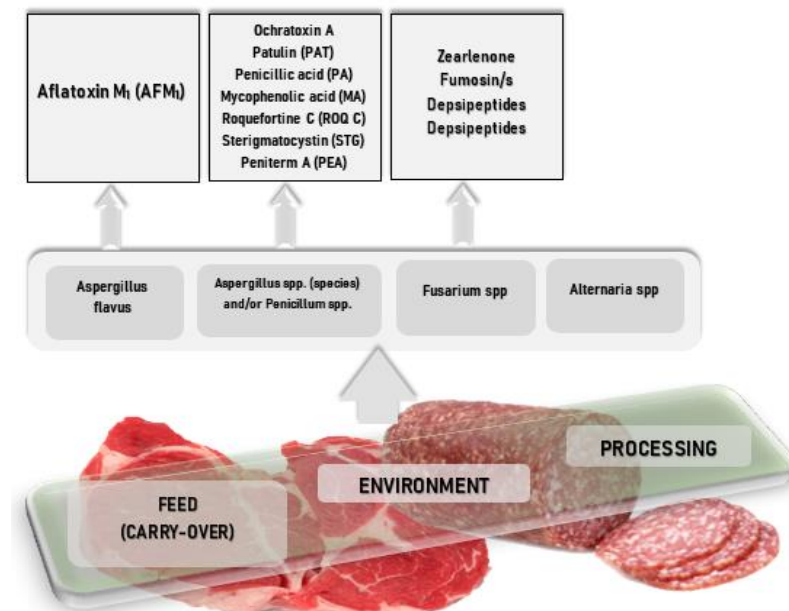 Aflatoxin M₁ (AFM₁)
Ochratoxin A
Patulin (PAT)
Penicillic acid (PA)
Mycophenolic acid (MA)
Roquefortine C (ROQ C)
Sterigmatocystin (STG)
Peniterm A (PEA)
Zearlenone
Fumosin/s
Depsipeptides
Depsipeptides
Aspergillus
flavus
Aspergillus spp. (species)
and/or Penicillum spp.
Fusarium spp
Alternaria spp
FEED
(CARRY-OVER)
ENVIRONMENT
PROCESSING